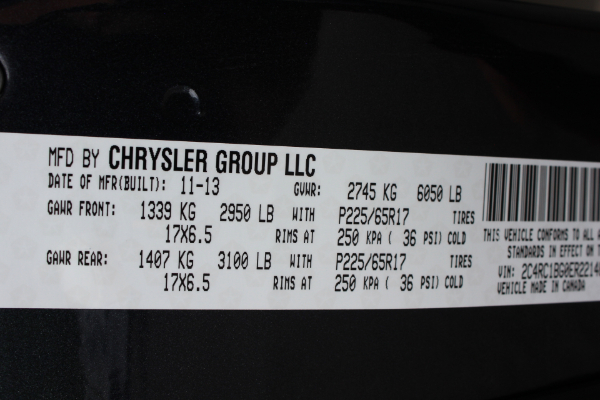 MFD BY CHRYSLER GROUP LLC
DATE OF MFR(BUILT): 11-13 GVWR: 2745 KG 6050 LB
GAWR FRONT: 1339 KG 2950 LB WITH P225/65R17 TIRES
17X6.5 RIMS AT 250 KPA ( 36 PSI) COLD
GAWR REAR: 1407 KG 3100 LB WITH P225/65R17 TIRES
17X6.5 RIMS AT 250 KPA ( 36 PSI) COLD
THIS VEHICLE CONFORMS TO ALL
STANDARDS IN EFFECT ON
VIN: 2C4RC1BG0ER2214
VEHICLE MADE IN CANADA